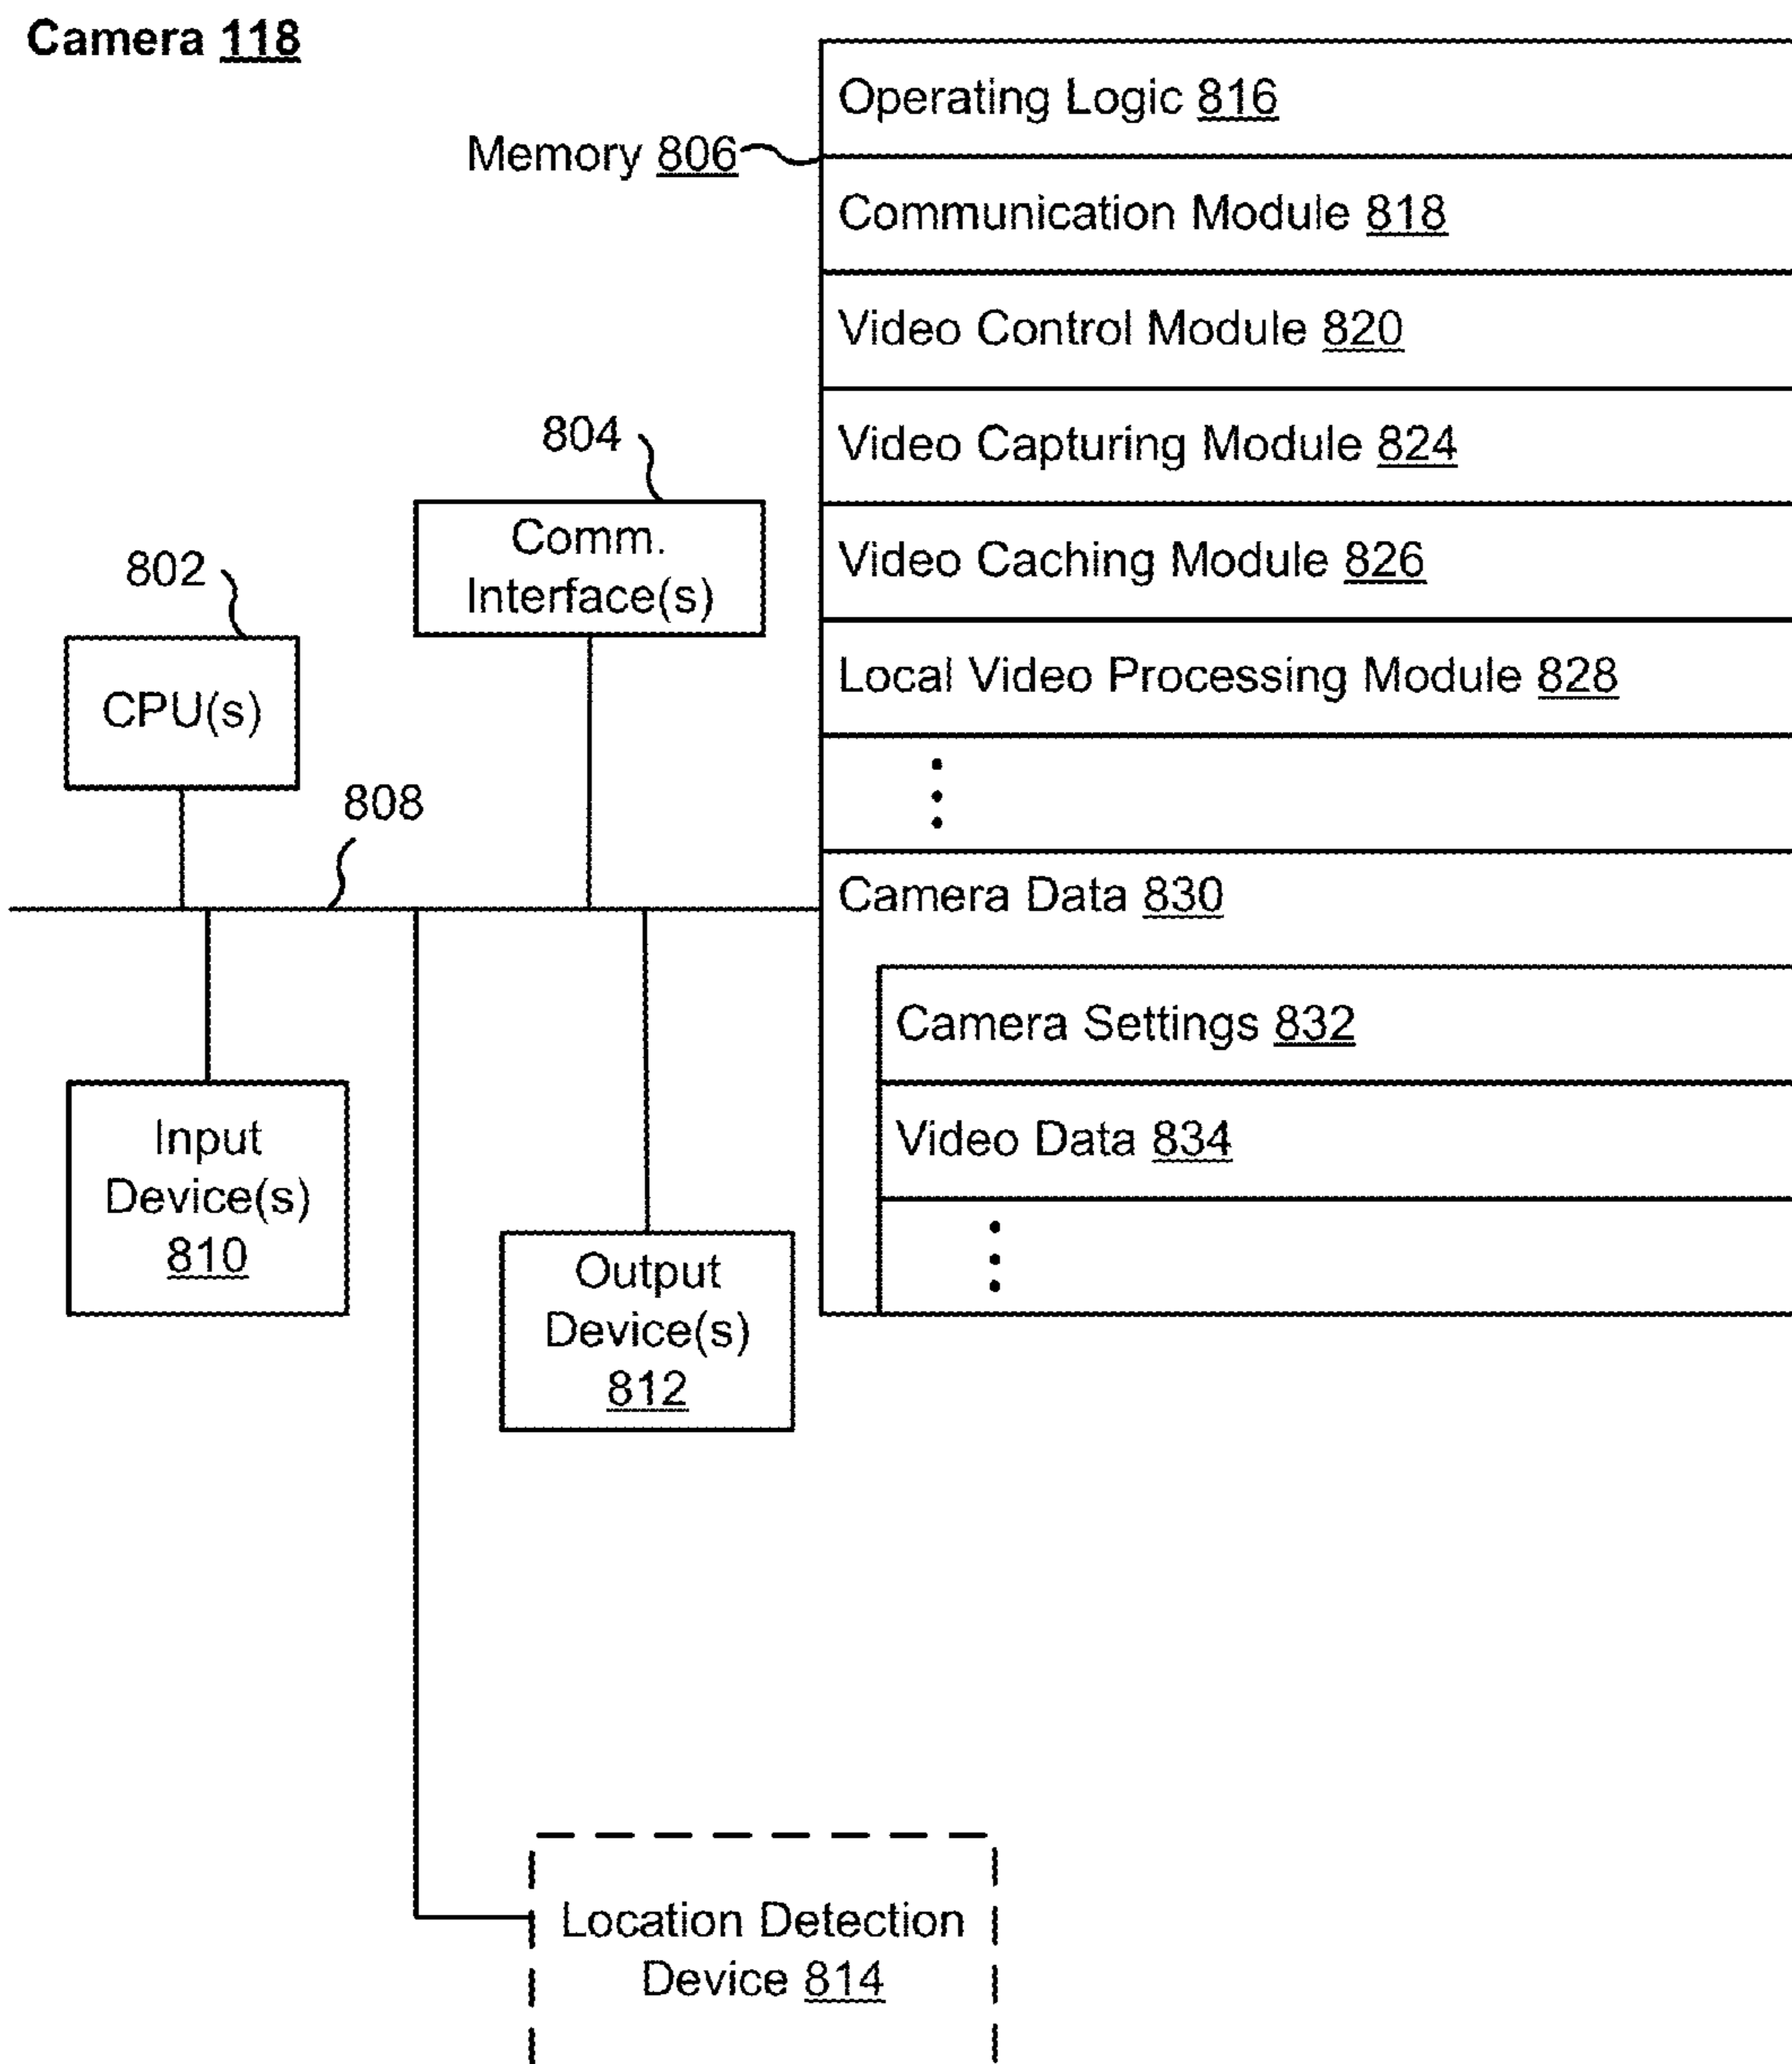 Camera 118
Operating Logic 816
Memory 806
Communication Module 818
Video Control Module 820
Video Capturing Module 824
Video Caching Module 826
Local Video Processing Module 828
804
Comm.
Interface(s)
802
CPU(s)
808
Camera Data 830
Camera Settings 832
Video Data 834
Input
Device(s)
810
Output
Device(s)
812
Location Detection
Device 814